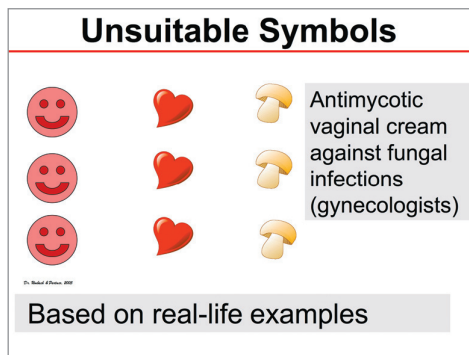 Unsuitable Symbols
Antimycotic
vaginal cream
against fungal
infections
(gynecologists)
Based on real-life examples